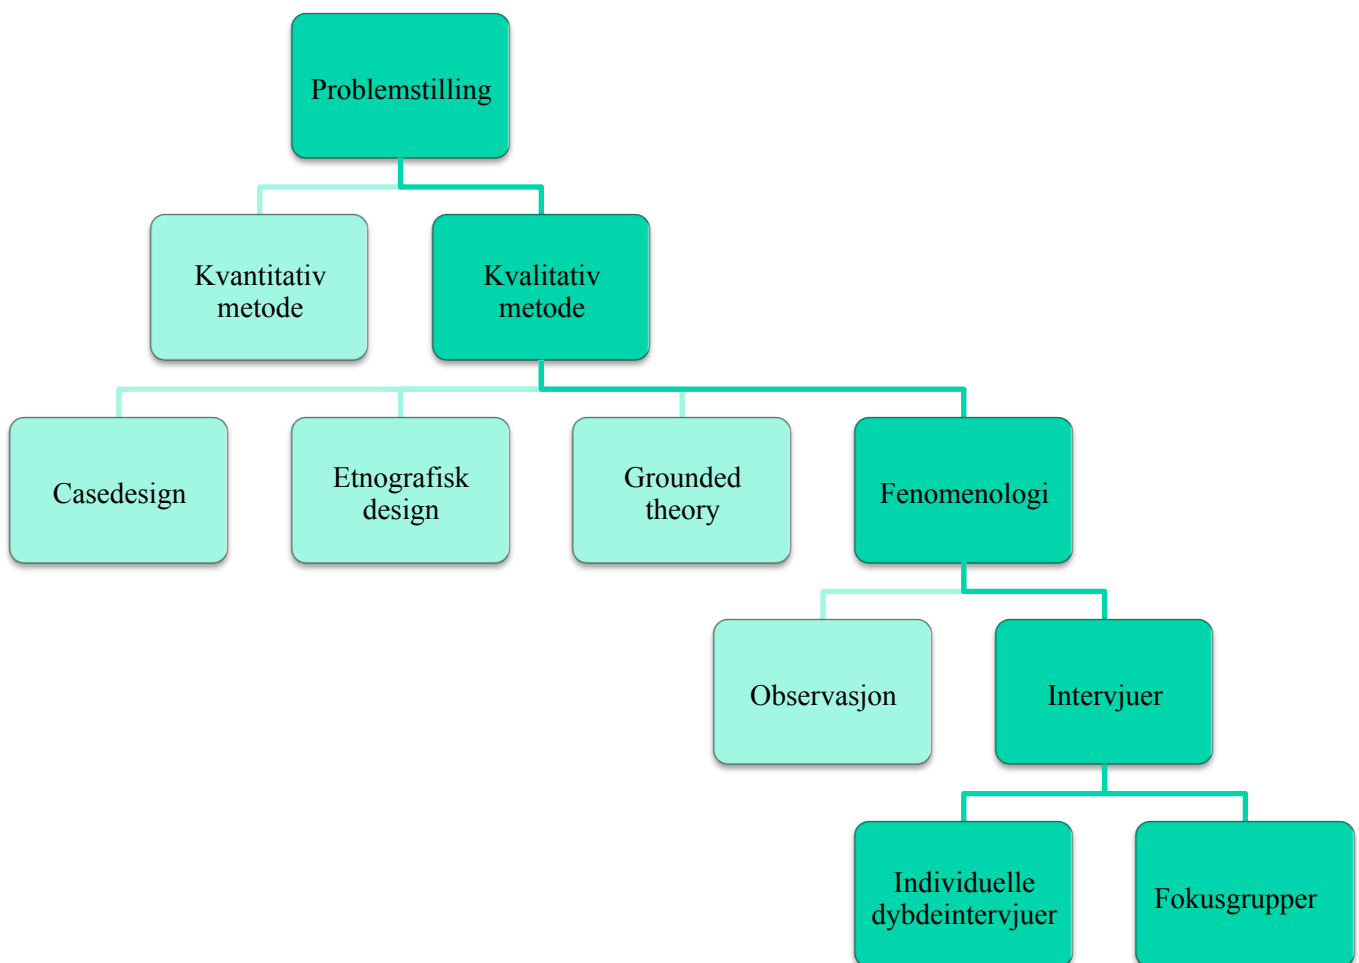 Problemstilling
Kvantitativ
metode
Kvalitativ
metode
Casedesign
Etnografisk
design
Grounded
theory
Fenomenologi
Observasjon
Intervjuer
Individuelle
dybdeintervjuer
Fokusgrupper